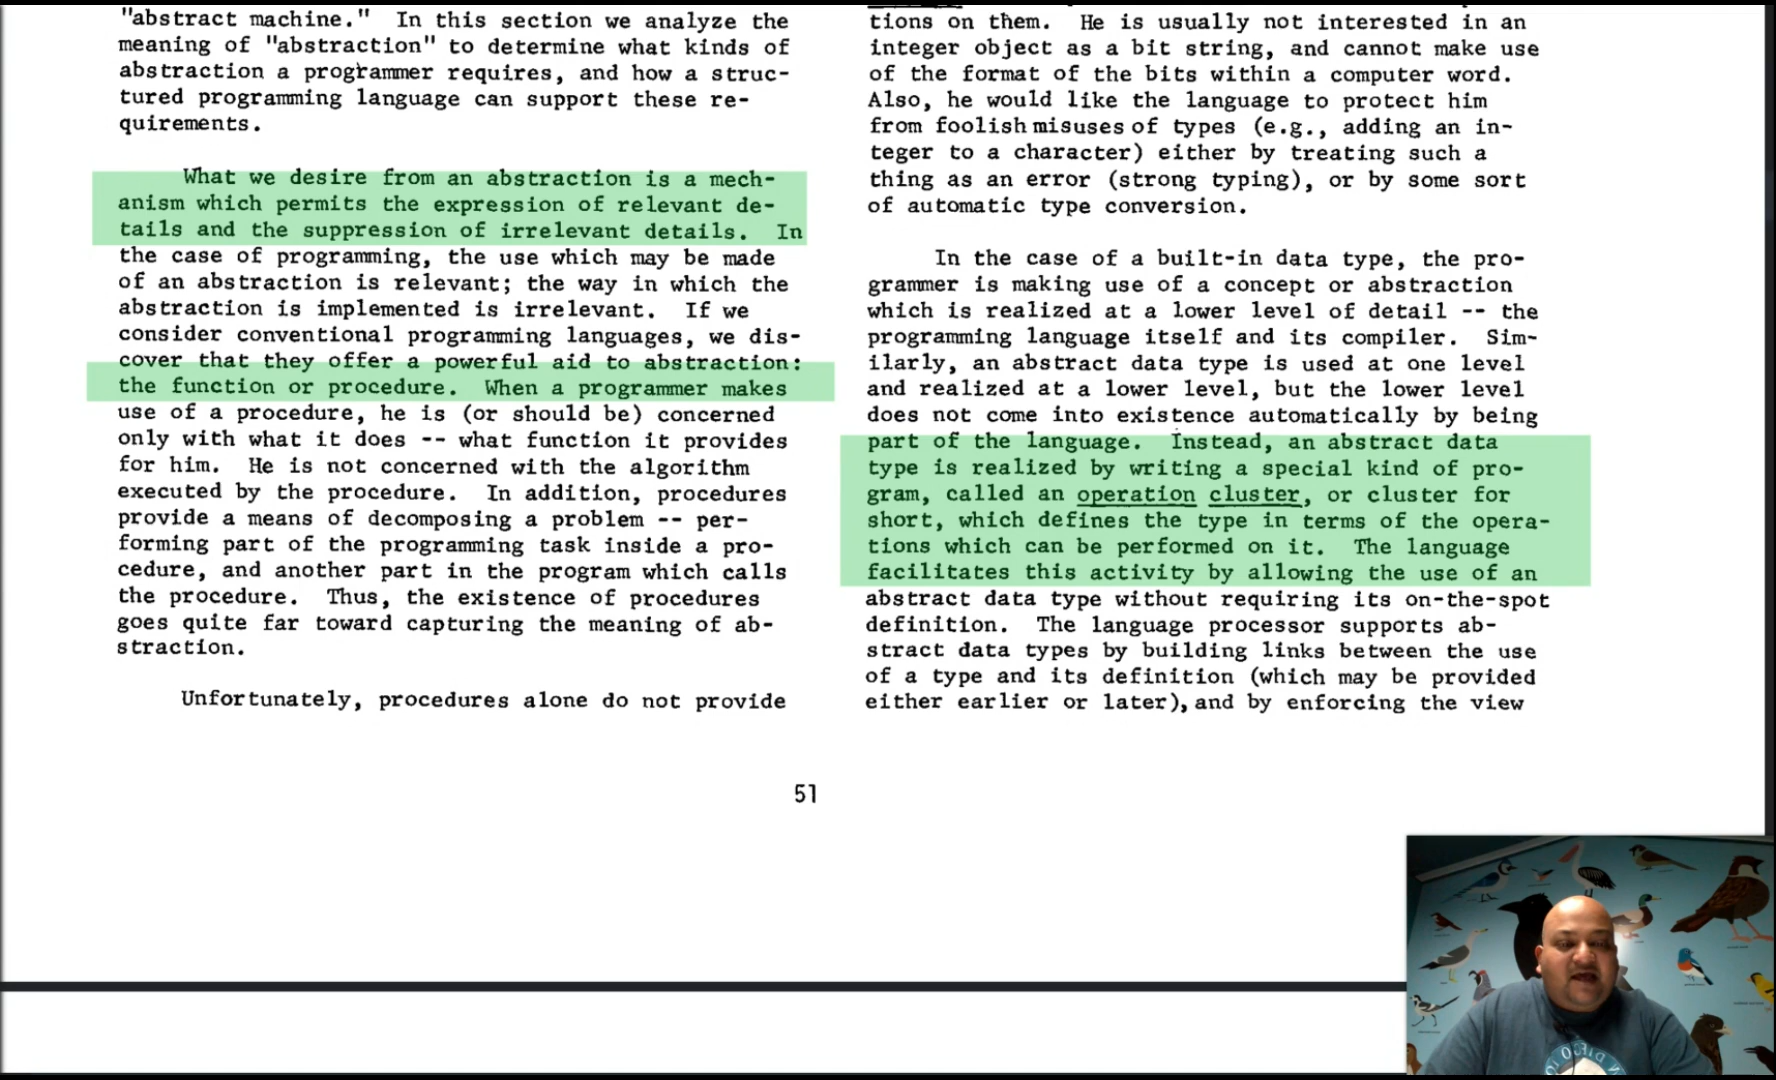 "abstract machine." In this section we analyze the
meaning of "abstraction" to determine what kinds of
abstraction a programmer requires, and how a struc-
tured programming language can support these re-
quirements.
What we desire from an abstraction is a mech-
anism which permits the expression of relevant de-
tails and the suppression of irrelevant details. In
the case of programming, the use which may be made
of an abstraction is relevant; the way in which the
abstraction is implemented is irrelevant. If we
consider conventional programming languages, we dis-
cover that they offer a powerful aid to abstraction:
the function or procedure. When a programmer makes
use of a procedure, he is (or should be) concerned
only with what it does -- what function it provides
for him. He is not concerned with the algorithm
executed by the procedure. In addition, procedures
provide a means of decomposing a problem -- per-
forming part of the programming task inside a pro-
cedure, and another part in the program which calls
the procedure. Thus, the existence of procedures
goes quite far toward capturing the meaning of ab-
straction.
Unfortunately, procedures alone do not provide
tions on them. He is usually not interested in an
integer object as a bit string, and cannot make use
of the format of the bits within a computer word.
Also, he would like the language to protect him
from foolish misuses of types (e.g., adding an in-
teger to a character) either by treating such a
thing as an error (strong typing), or by some sort
of automatic type conversion.
In the case of a built-in data type, the pro-
grammer is making use of a concept or abstraction
which is realized at a lower level of detail -- the
programming language itself and its compiler. Sim-
ilarly, an abstract data type is used at one level
and realized at a lower level, but the lower level
does not come into existence automatically by being
part of the language. Instead, an abstract data
type is realized by writing a special kind of pro-
gram, called an operation cluster, or cluster for
short, which defines the type in terms of the opera-
tions which can be performed on it. The language
facilitates this activity by allowing the use of an
abstract data type without requiring its on-the-spot
definition. The language processor supports ab-
stract data types by building links between the use
of a type and its definition (which may be provided
either earlier or later), and by enforcing the view
51